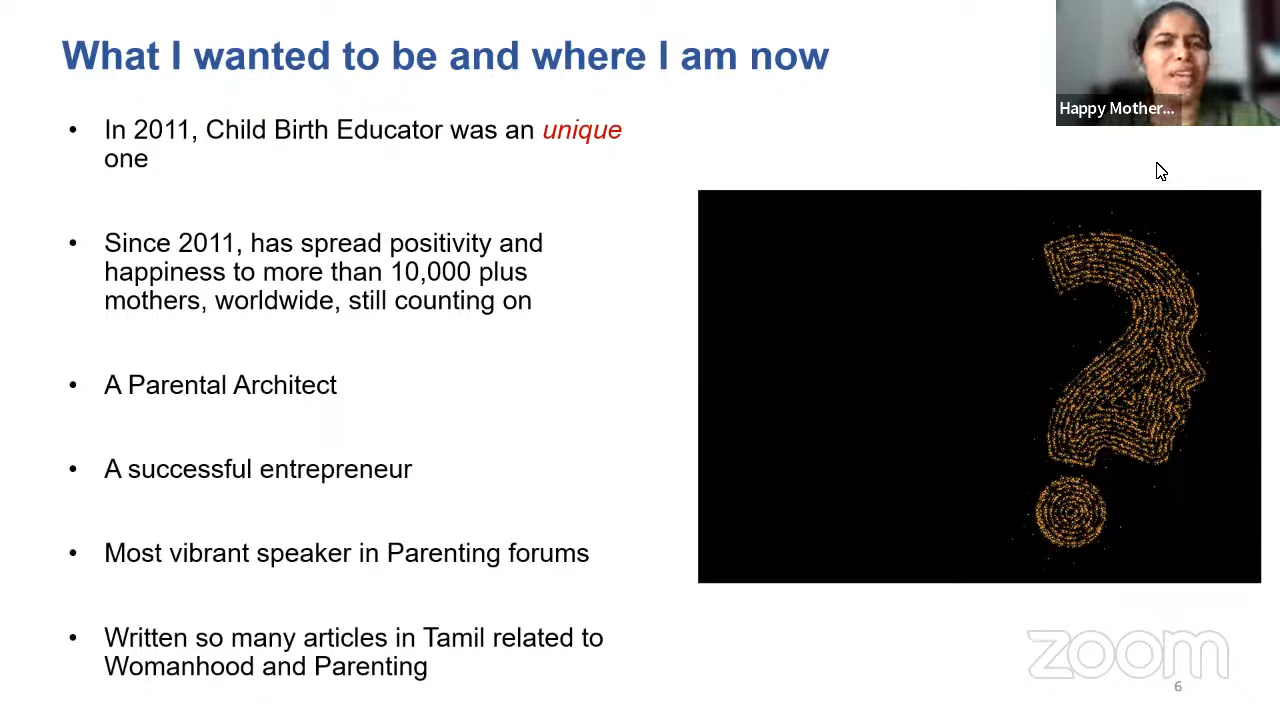 What I wanted to be and where I am now
Happy Mother...
• In 2011, Child Birth Educator was an unique
one
• Since 2011, has spread positivity and
happiness to more than 10,000 plus
mothers, worldwide, still counting on
• A Parental Architect
• A successful entrepreneur
• Most vibrant speaker in Parenting forums
• Written so many articles in Tamil related to
Womanhood and Parenting
zoom
6